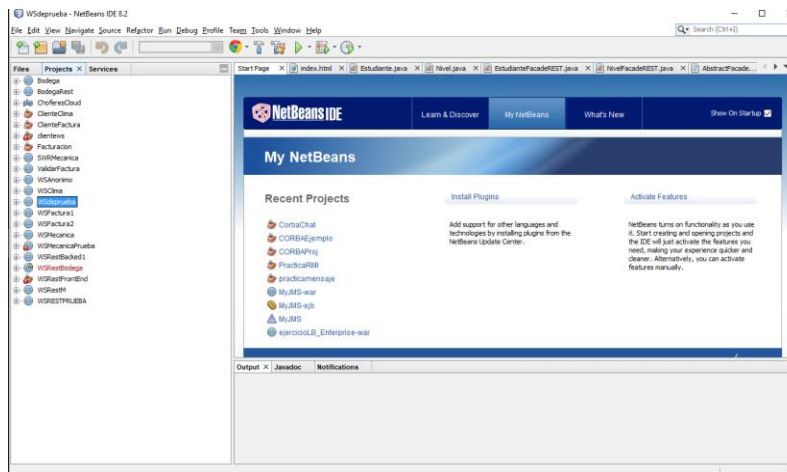 WSdeprueba - NetBeans IDE 8.2
File Edit View Navigate Source Refactor Run Debug Profile Team Tools Window Help
Search (Ctrl+I)
Files Projects Services
Bodega
BodegaRest
ChoferesCloud
ClienteClima
ClienteFactura
clientews
Facturacion
SWRMecanica
ValidarFactura
WSAnonimo
WSClima
WSdeprueba
WSFactura1
WSFactura2
WSMecanica
WSMecanicaPrueba
WSRestBacked1
WSRestBodega
WSRestFrontEnd
WSRestM
WSRESTPRUEBA
Start Page index.html Estudiante.java Nivel.java EstudianteFacadeREST.java NivelFacadeREST.java AbstractFacade....
NetBeans IDE
Learn & Discover My NetBeans What's New Show On Startup
My NetBeans
Recent Projects
CorbaChat
CORBAEjemplo
CORBAProj
PracticaRMI
practicamensaje
MyJMS-war
MyJMS-ejb
MyJMS
ejercicioLB_Enterprise-war
Install Plugins
Add support for other languages and
technologies by installing plugins from the
NetBeans Update Center.
Activate Features
NetBeans turns on functionality as you use
it. Start creating and opening projects and
the IDE will just activate the features you
need, making your experience quicker and
cleaner. Alternatively, you can activate
features manually.
Output Javadoc Notifications